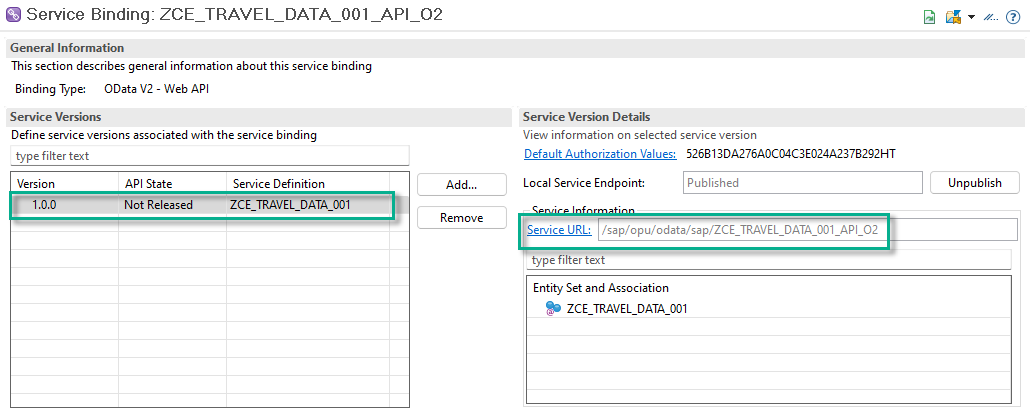 Service Binding: ZCE_TRAVEL_DATA_001_API_O2
General Information
This section describes general information about this service binding
Binding Type: OData V2 - Web API
Service Versions
Define service versions associated with the service binding
type filter text
Version API State Service Definition
1.0.0 Not Released ZCE_TRAVEL_DATA_001
Add...
Remove
Service Version Details
View information on selected service version
Default Authorization Values: 526B13DA276A0C04C3E024A237B292HT
Local Service Endpoint: Published Unpublish
Service Information
Service URL: /sap/opu/odata/sap/ZCE_TRAVEL_DATA_001_API_O2
type filter text
Entity Set and Association
ZCE_TRAVEL_DATA_001